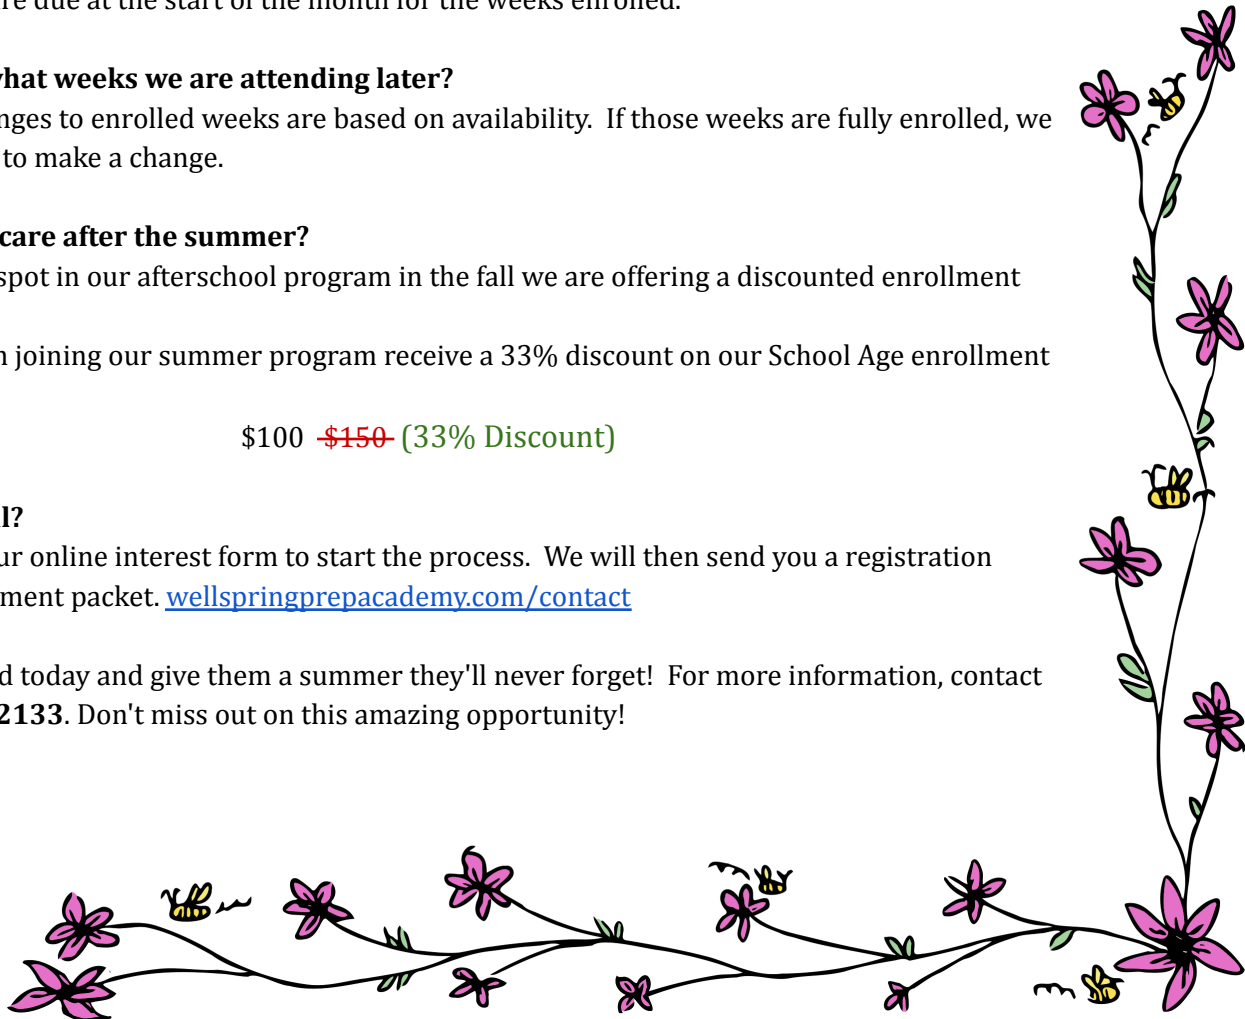 are due at the start of the month for the weeks enrolled.
what weeks we are attending later?
nges to enrolled weeks are based on availability.  If those weeks are fully enrolled, we
to make a change.
care after the summer?
spot in our afterschool program in the fall we are offering a discounted enrollment
n joining our summer program receive a 33% discount on our School Age enrollment
$100 $150 (33% Discount)
l?
ur online interest form to start the process.  We will then send you a registration
ment packet. wellspringprepacademy.com/contact
d today and give them a summer they'll never forget!  For more information, contact
2133. Don't miss out on this amazing opportunity!